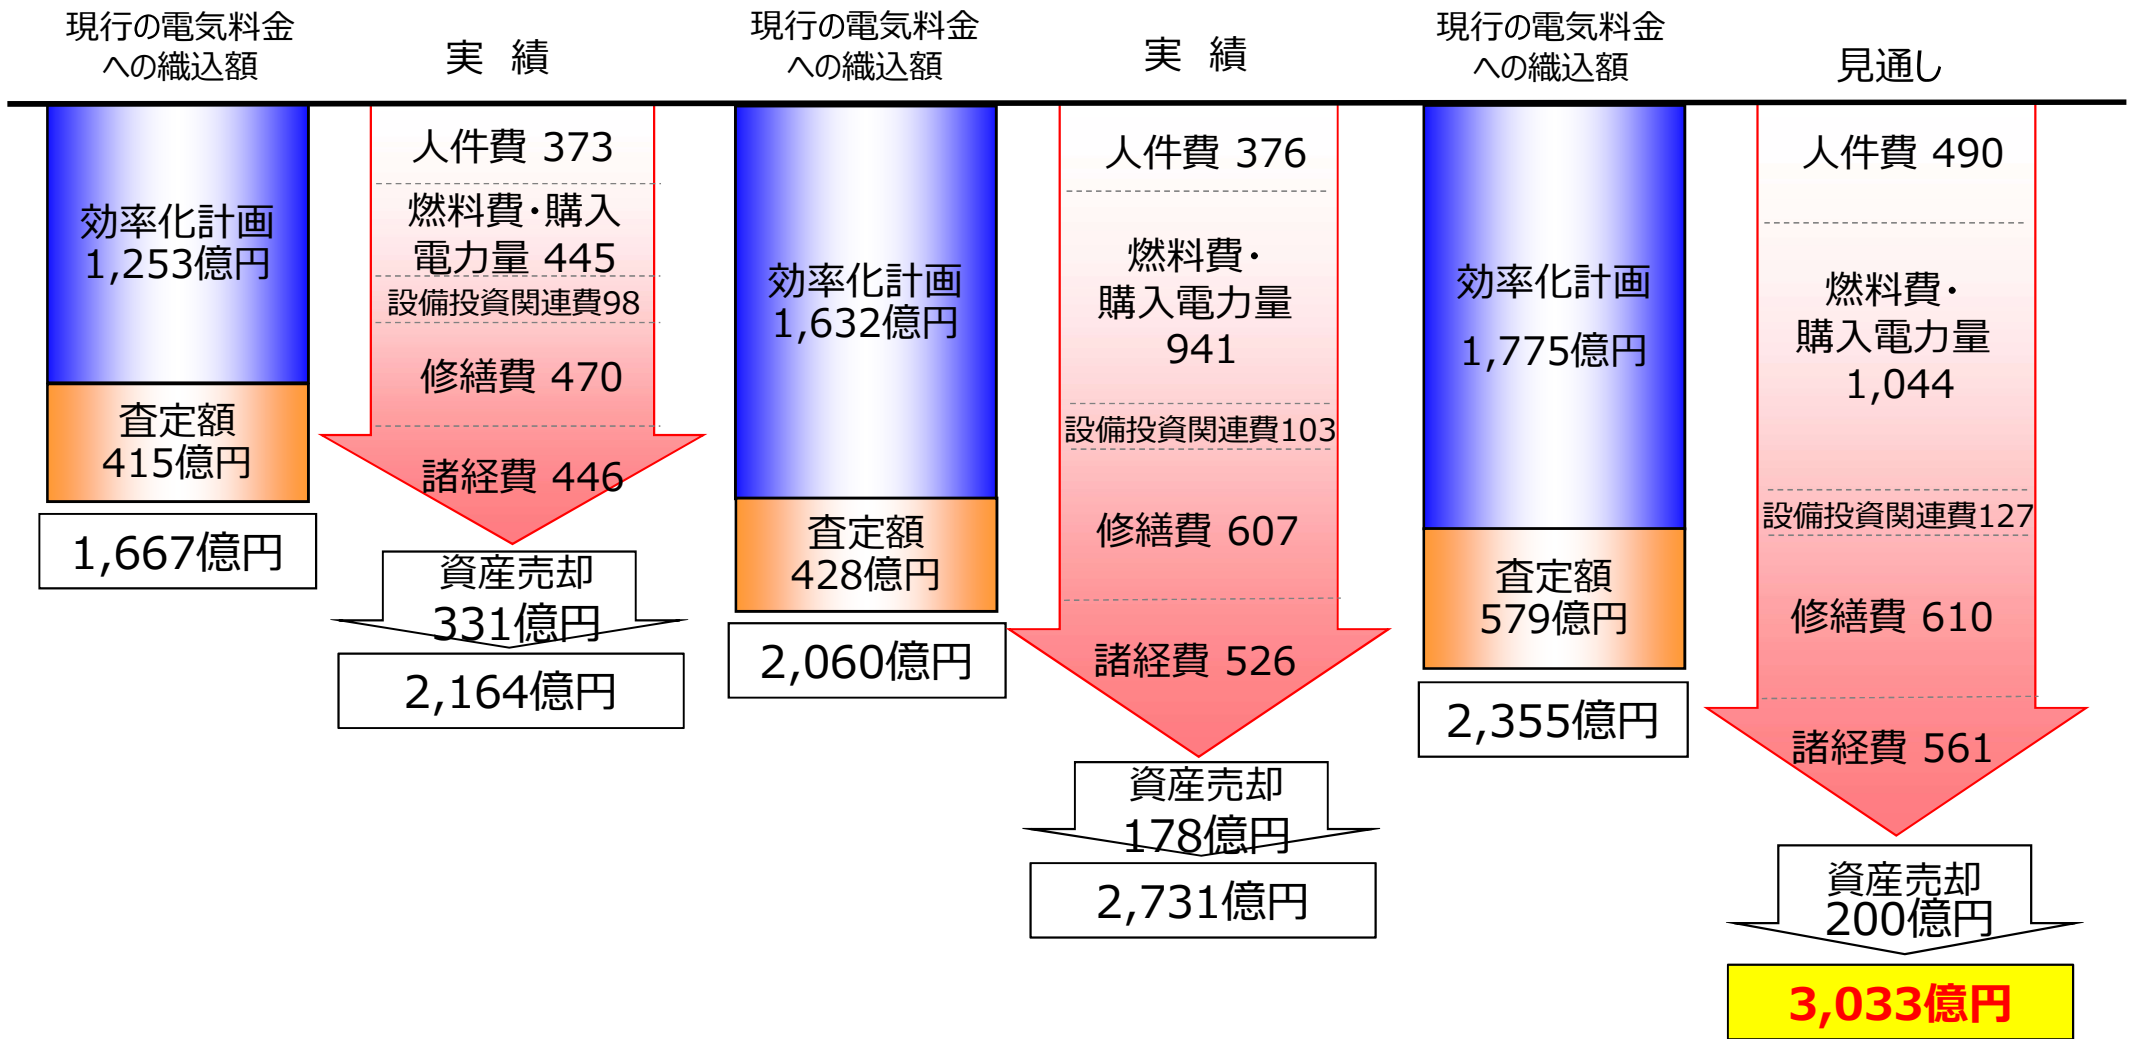 現行の電気料金
への織込額
実 績
現行の電気料金
への織込額
実 績
現行の電気料金
への織込額
見通し
効率化計画
1,253億円
査定額
415億円
1,667億円
人件費 373
燃料費・購入
電力量 445
設備投資関連費98
修繕費 470
諸経費 446
資産売却
331億円
2,164億円
効率化計画
1,632億円
査定額
428億円
2,060億円
人件費 376
燃料費・
購入電力量
941
設備投資関連費103
修繕費 607
諸経費 526
資産売却
178億円
2,731億円
効率化計画
1,775億円
査定額
579億円
2,355億円
人件費 490
燃料費・
購入電力量
1,044
設備投資関連費127
修繕費 610
諸経費 561
資産売却
200億円
3,033億円